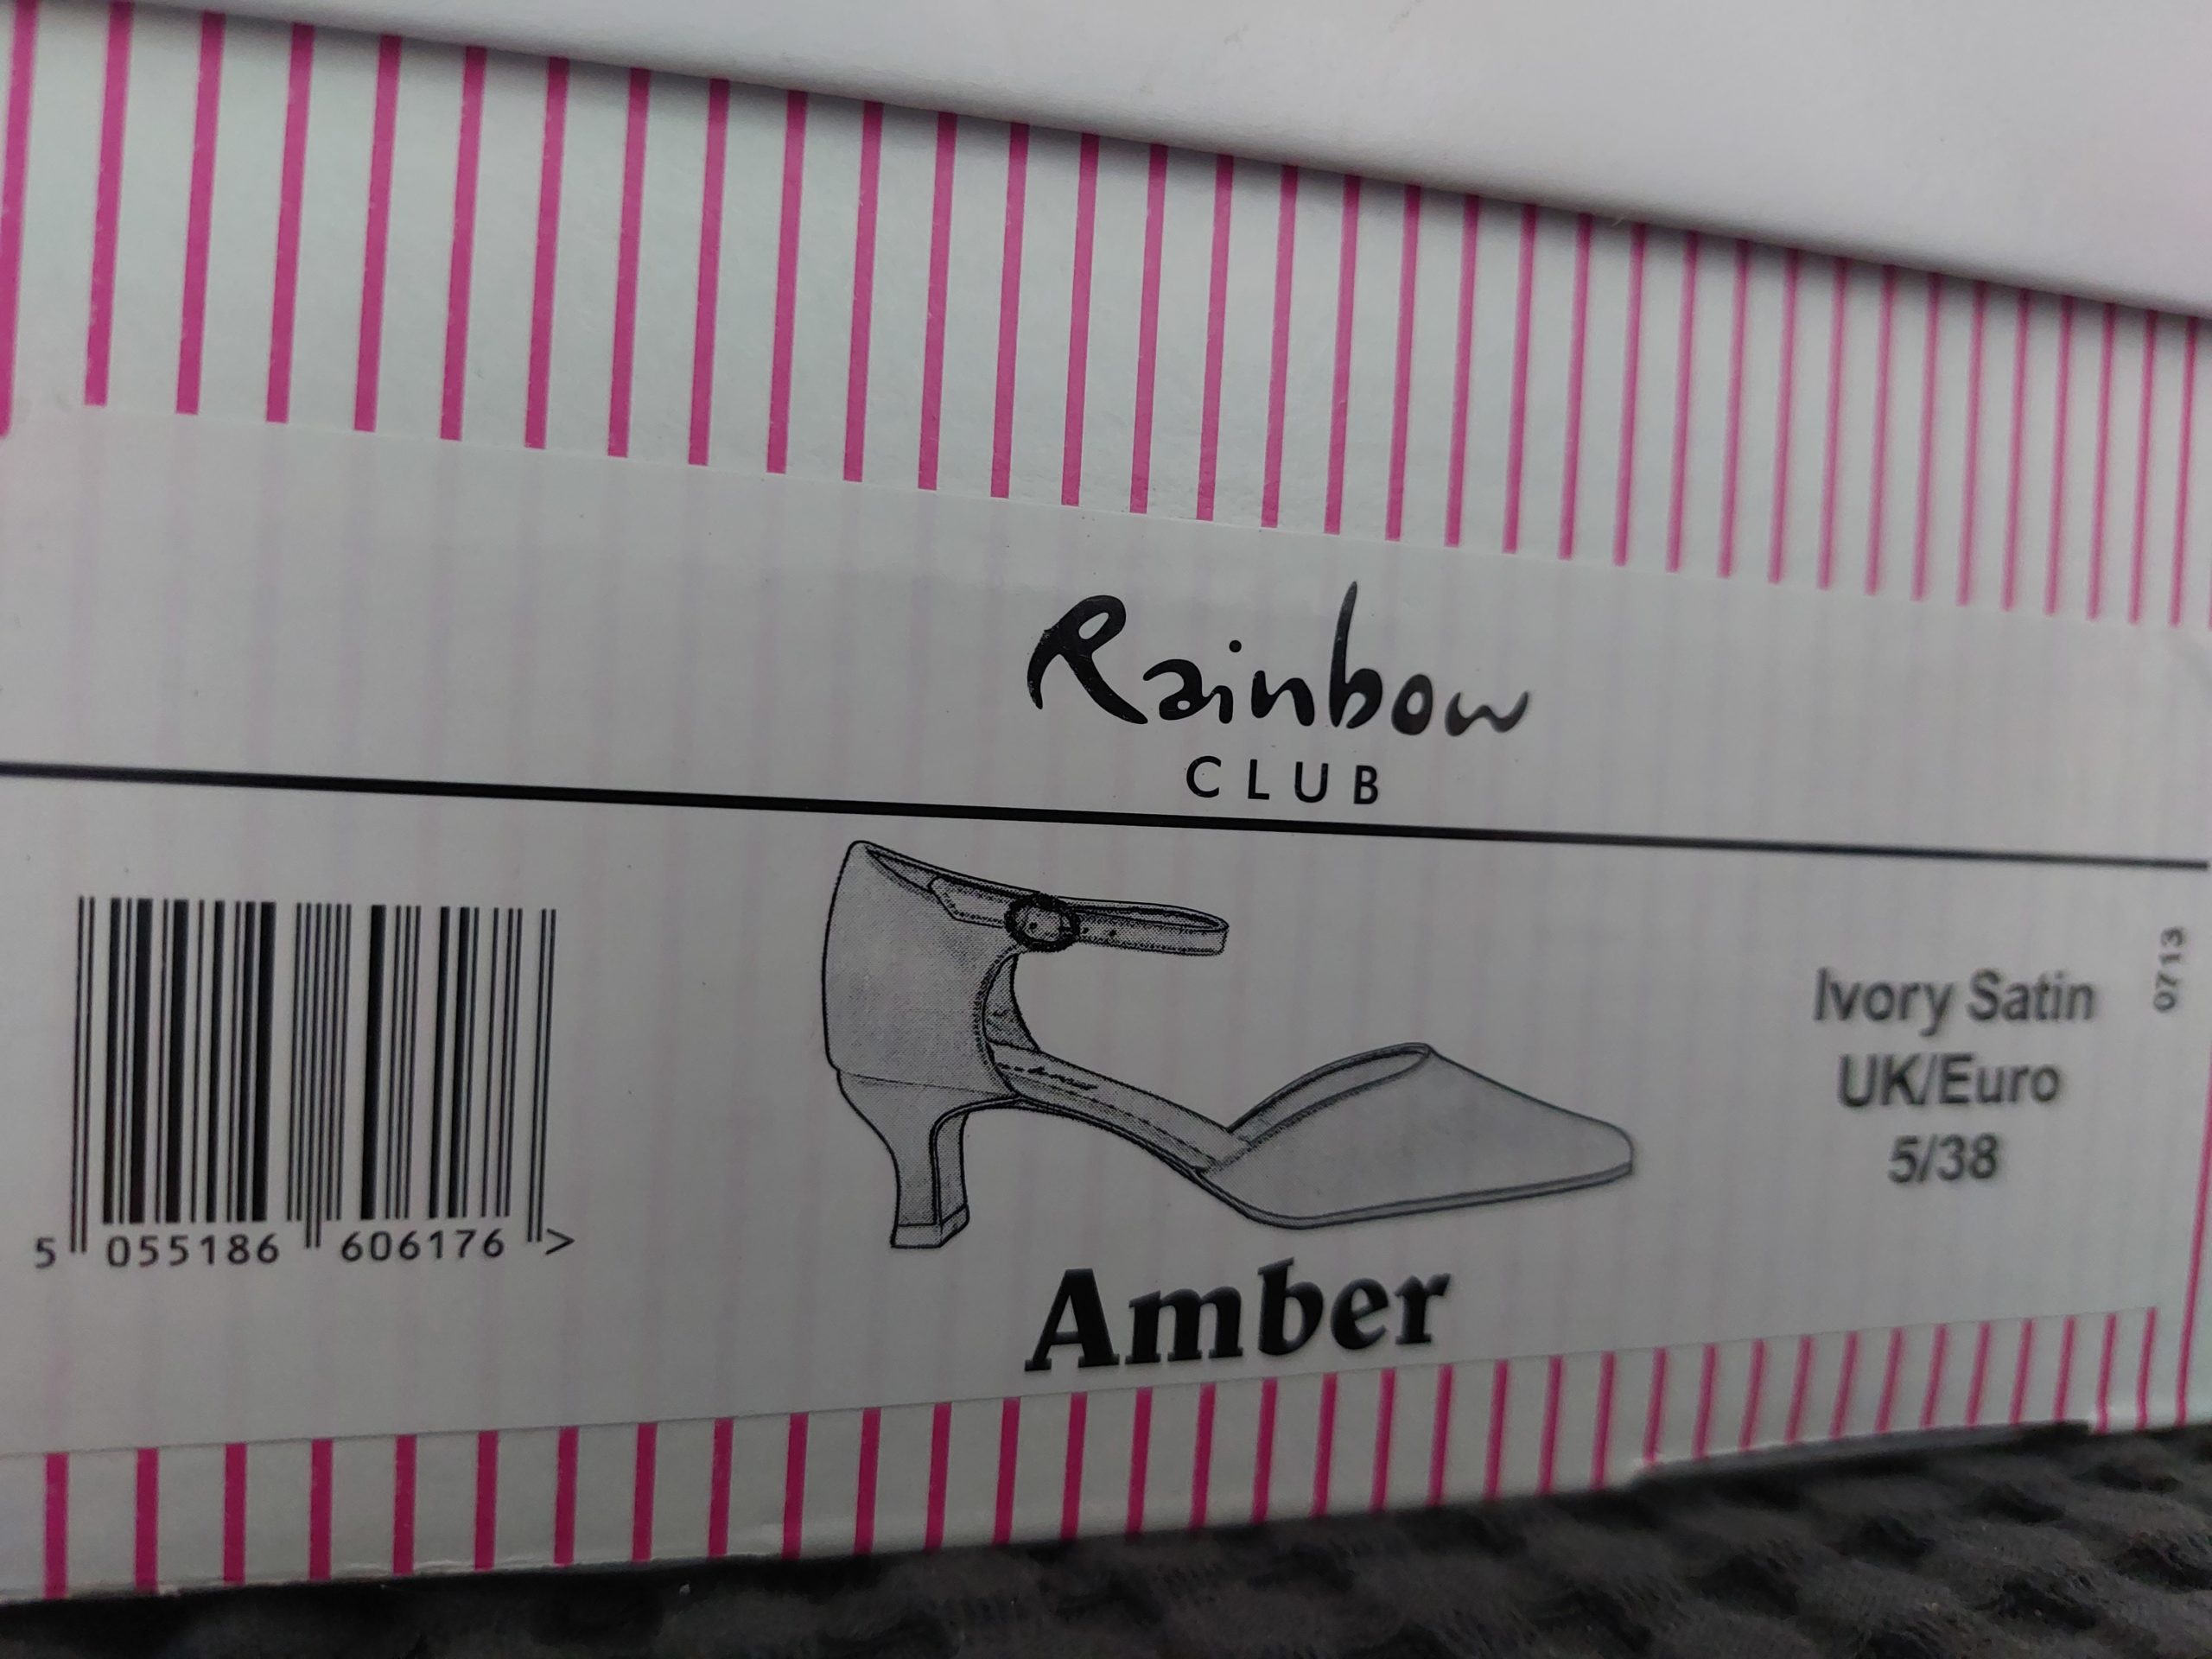 Rainbow
CLUB
5 055186 606176 >
Amber
Ivory Satin
UK/Euro
5/38
0713